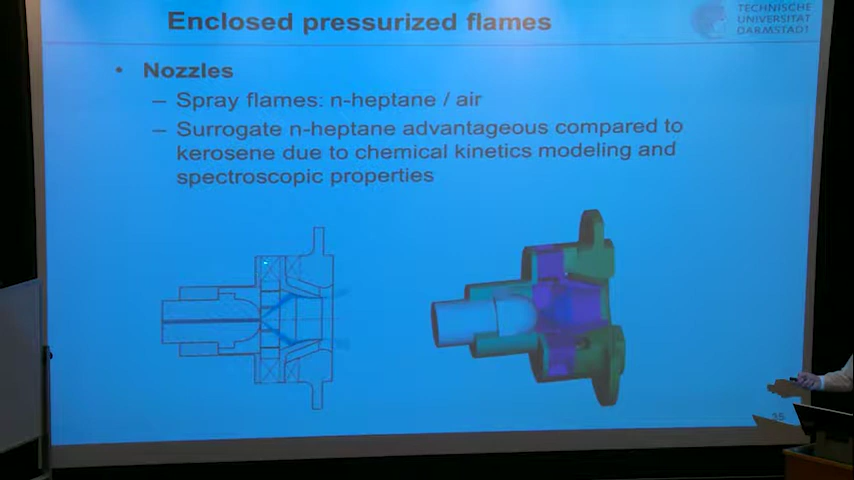 Enclosed pressurized flames
TECHNISCHE
UNIVERSITÄT
DARMSTADT
• Nozzles
– Spray flames: n-heptane / air
– Surrogate n-heptane advantageous compared to
kerosene due to chemical kinetics modeling and
spectroscopic properties